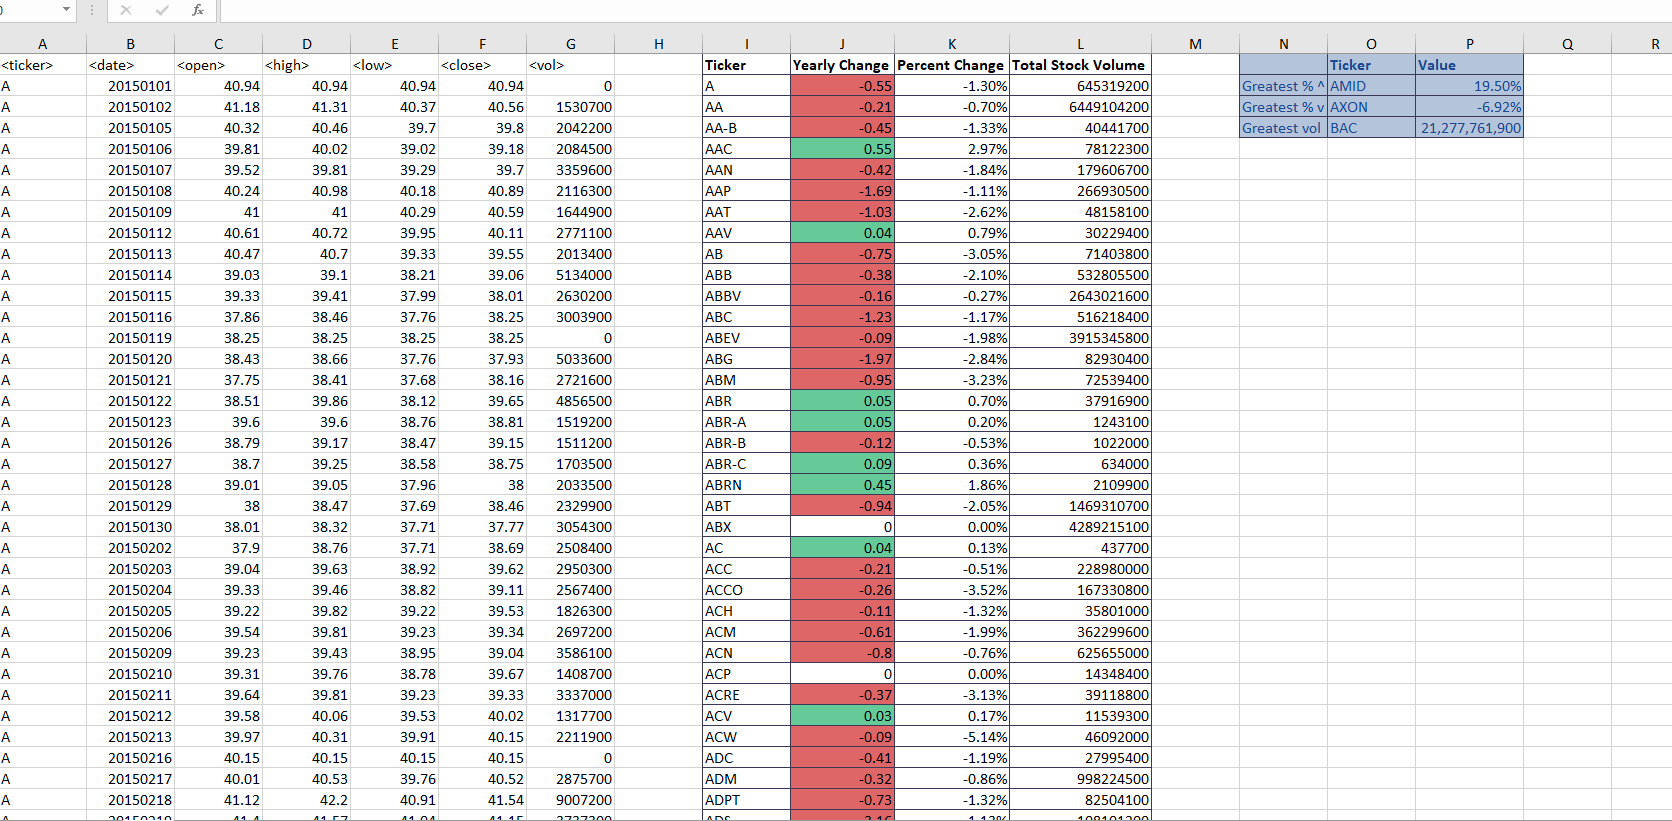 fx
A B C D E F G H I J K L M N O P Q R
<ticker> <date> <open> <high> <low> <close> <vol> Ticker Yearly Change Percent Change Total Stock Volume Ticker Value
A 20150101 40.94 40.94 40.94 40.94 0 A -0.55 -1.30% 645319200 Greatest % ^ AMID 19.50%
A 20150102 41.18 41.31 40.37 40.56 1530700 AA -0.21 -0.70% 6449104200 Greatest % v AXON -6.92%
A 20150105 40.32 40.46 39.7 39.8 2042200 AA-B -0.45 -1.33% 40441700 Greatest vol BAC 21,277,761,900
A 20150106 39.81 40.02 39.02 39.18 2084500 AAC 0.55 2.97% 78122300
A 20150107 39.52 39.81 39.29 39.7 3359600 AAN -0.42 -1.84% 179606700
A 20150108 40.24 40.98 40.18 40.89 2116300 AAP -1.69 -1.11% 266930500
A 20150109 41 41 40.29 40.59 1644900 AAT -1.03 -2.62% 48158100
A 20150112 40.61 40.72 39.95 40.11 2771100 AAV 0.04 0.79% 30229400
A 20150113 40.47 40.7 39.33 39.55 2013400 AB -0.75 -3.05% 71403800
A 20150114 39.03 39.1 38.21 39.06 5134000 ABB -0.38 -2.10% 532805500
A 20150115 39.33 39.41 37.99 38.01 2630200 ABBV -0.16 -0.27% 2643021600
A 20150116 37.86 38.46 37.76 38.25 3003900 ABC -1.23 -1.17% 516218400
A 20150119 38.25 38.25 38.25 38.25 0 ABEV -0.09 -1.98% 3915345800
A 20150120 38.43 38.66 37.76 37.93 5033600 ABG -1.97 -2.84% 82930400
A 20150121 37.75 38.41 37.68 38.16 2721600 ABM -0.95 -3.23% 72539400
A 20150122 38.51 39.86 38.12 39.65 4856500 ABR 0.05 0.70% 37916900
A 20150123 39.6 39.6 38.76 38.81 1519200 ABR-A 0.05 0.20% 1243100
A 20150126 38.79 39.17 38.47 39.15 1511200 ABR-B -0.12 -0.53% 1022000
A 20150127 38.7 39.25 38.58 38.75 1703500 ABR-C 0.09 0.36% 634000
A 20150128 39.01 39.05 37.96 38 2033500 ABRN 0.45 1.86% 2109900
A 20150129 38 38.47 37.69 38.46 2329900 ABT -0.94 -2.05% 1469310700
A 20150130 38.01 38.32 37.71 37.77 3054300 ABX 0 0.00% 4289215100
A 20150202 37.9 38.76 37.71 38.69 2508400 AC 0.04 0.13% 437700
A 20150203 39.04 39.63 38.92 39.62 2950300 ACC -0.21 -0.51% 228980000
A 20150204 39.33 39.46 38.82 39.11 2567400 ACCO -0.26 -3.52% 167330800
A 20150205 39.22 39.82 39.22 39.53 1826300 ACH -0.11 -1.32% 35801000
A 20150206 39.54 39.81 39.23 39.34 2697200 ACM -0.61 -1.99% 362299600
A 20150209 39.23 39.43 38.95 39.04 3586100 ACN -0.8 -0.76% 625655000
A 20150210 39.31 39.76 38.78 39.67 1408700 ACP 0 0.00% 14348400
A 20150211 39.64 39.81 39.23 39.33 3337000 ACRE -0.37 -3.13% 39118800
A 20150212 39.58 40.06 39.53 40.02 1317700 ACV 0.03 0.17% 11539300
A 20150213 39.97 40.31 39.91 40.15 2211900 ACW -0.09 -5.14% 46092000
A 20150216 40.15 40.15 40.15 40.15 0 ADC -0.41 -1.19% 27995400
A 20150217 40.01 40.53 39.76 40.52 2875700 ADM -0.32 -0.86% 998224500
A 20150218 41.12 42.2 40.91 41.54 9007200 ADPT -0.73 -1.32% 82504100